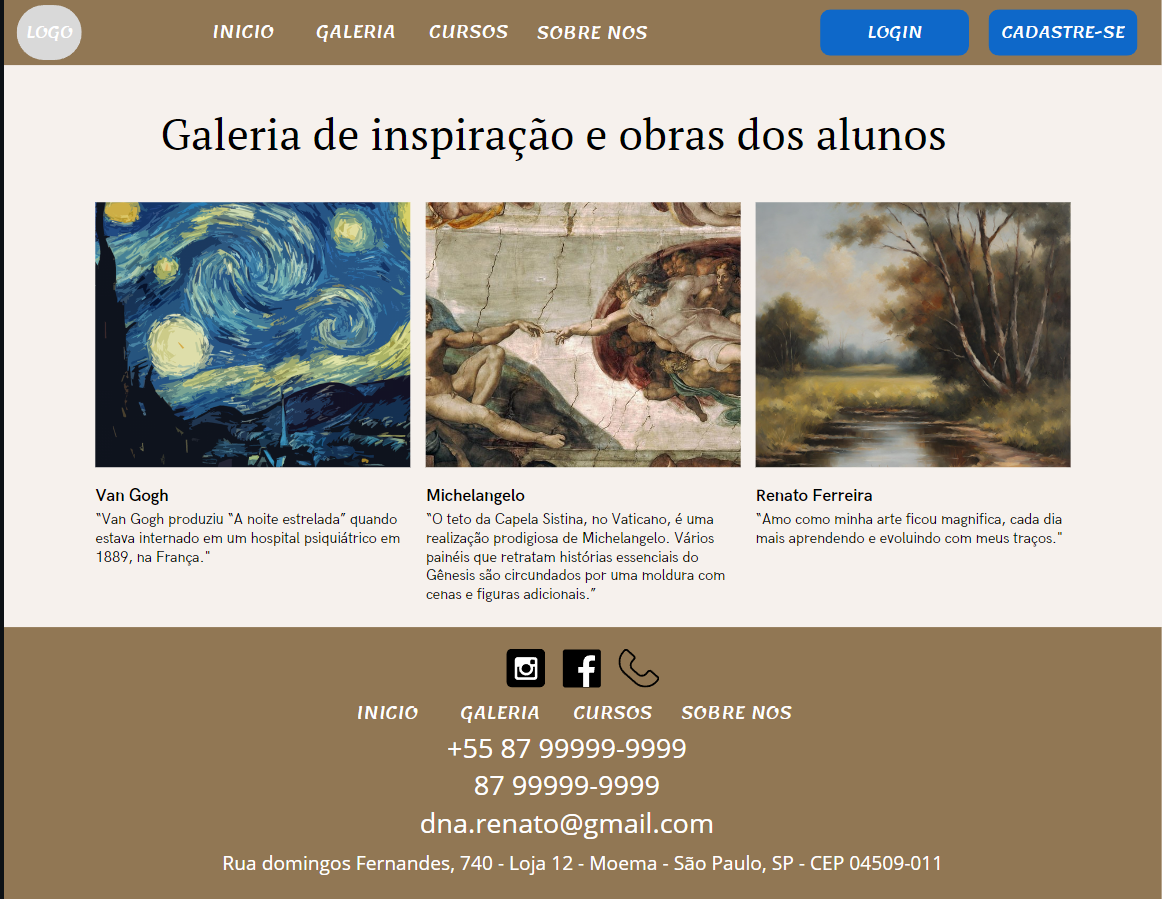 LOGO
INICIO GALERIA CURSOS SOBRE NOS LOGIN CADASTRE-SE
Galeria de inspiração e obras dos alunos
Van Gogh
“Van Gogh produziu “A noite estrelada” quando
estava internado em um hospital psiquiátrico em
1889, na França."
Michelangelo
“O teto da Capela Sistina, no Vaticano, é uma
realização prodigiosa de Michelangelo. Vários
painéis que retratam histórias essenciais do
Gênesis são circundados por uma moldura com
cenas e figuras adicionais.”
Renato Ferreira
“Amo como minha arte ficou magnifica, cada dia
mais aprendendo e evoluindo com meus traços."
INICIO GALERIA CURSOS SOBRE NOS
+55 87 99999-9999
87 99999-9999
dna.renato@gmail.com
Rua domingos Fernandes, 740 - Loja 12 - Moema - São Paulo, SP - CEP 04509-011